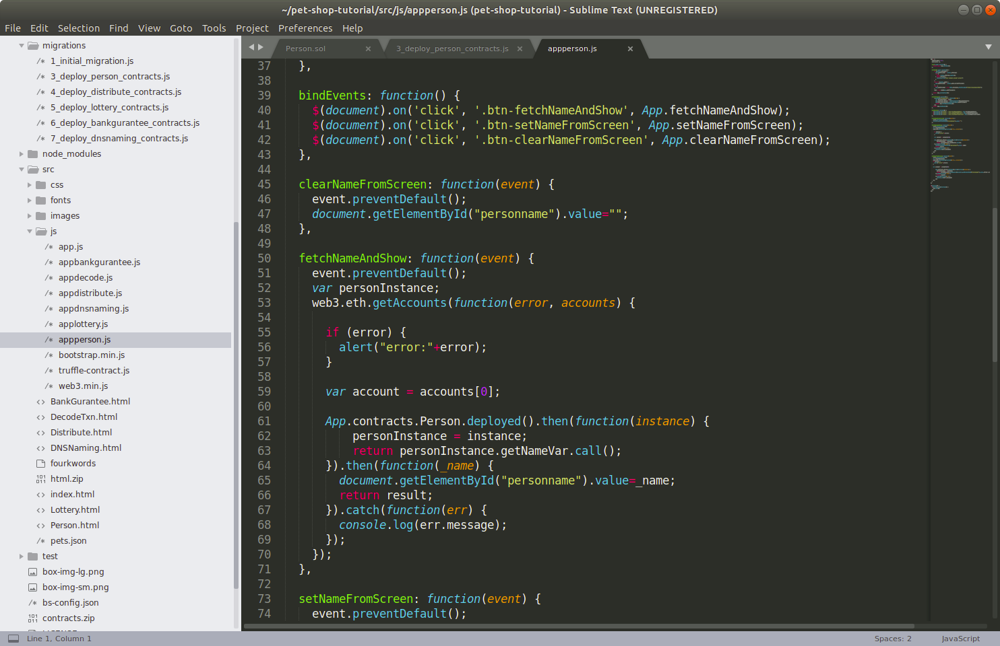 ~/pet-shop-tutorial/src/js/appperson.js (pet-shop-tutorial) - Sublime Text (UNREGISTERED)
File Edit Selection Find View Goto Tools Project Preferences Help
migrations
/* 1_initial_migration.js
/* 3_deploy_person_contracts.js
/* 4_deploy_distribute_contracts.js
/* 5_deploy_lottery_contracts.js
/* 6_deploy_bankgurantee_contracts.js
/* 7_deploy_dnsnaming_contracts.js
node_modules
src
css
fonts
images
js
/* app.js
/* appbankgurantee.js
/* appdecode.js
/* appdistribute.js
/* appdnsnaming.js
/* applottery.js
/* appperson.js
/* bootstrap.min.js
/* truffle-contract.js
/* web3.min.js
<> BankGurantee.html
<> DecodeTxn.html
<> Distribute.html
<> DNSNaming.html
fourkwords
html.zip
<> index.html
<> Lottery.html
<> Person.html
/* pets.json
test
box-img-lg.png
box-img-sm.png
/* bs-config.json
contracts.zip
Person.sol × 3_deploy_person_contracts.js × appperson.js ×
37 },
38
39 bindEvents: function() {
40 $(document).on('click', '.btn-fetchNameAndShow', App.fetchNameAndShow);
41 $(document).on('click', '.btn-setNameFromScreen', App.setNameFromScreen);
42 $(document).on('click', '.btn-clearNameFromScreen', App.clearNameFromScreen);
43 },
44
45 clearNameFromScreen: function(event) {
46 event.preventDefault();
47 document.getElementById("personname").value="";
48 },
49
50 fetchNameAndShow: function(event) {
51 event.preventDefault();
52 var personInstance;
53 web3.eth.getAccounts(function(error, accounts) {
54
55 if (error) {
56 alert("error:"+error);
57 }
58
59 var account = accounts[0];
60
61 App.contracts.Person.deployed().then(function(instance) {
62 personInstance = instance;
63 return personInstance.getNameVar.call();
64 }).then(function(_name) {
65 document.getElementById("personname").value=_name;
66 return result;
67 }).catch(function(err) {
68 console.log(err.message);
69 });
70 });
71 },
72
73 setNameFromScreen: function(event) {
74 event.preventDefault();
Line 1, Column 1
Spaces: 2 JavaScript